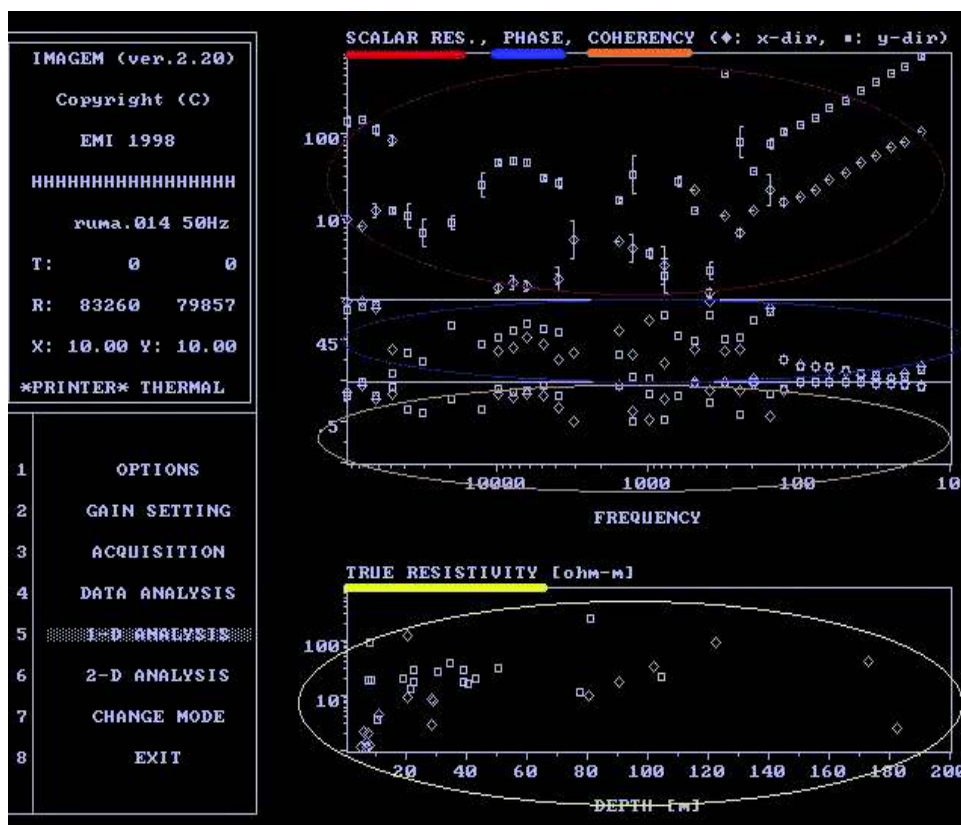 IMAGEM (ver.2.20)
Copyright (C)
EMI 1998
HHHHHHHHHHHHHHHHH
ruma.014 50Hz
T: 0 0
R: 83260 79857
X: 10.00 Y: 10.00
*PRINTER* THERMAL
1 OPTIONS
2 GAIN SETTING
3 ACQUISITION
4 DATA ANALYSIS
5 1-D ANALYSIS
6 2-D ANALYSIS
7 CHANGE MODE
8 EXIT
SCALAR RES., PHASE, COHERENCY (◆: x-dir, ▪: y-dir)
100
10
45
.5
10000 1000 100 10
FREQUENCY
TRUE RESISTIVITY [ohm-m]
100
10
20 40 60 80 100 120 140 160 180 200
DEPTH [m]